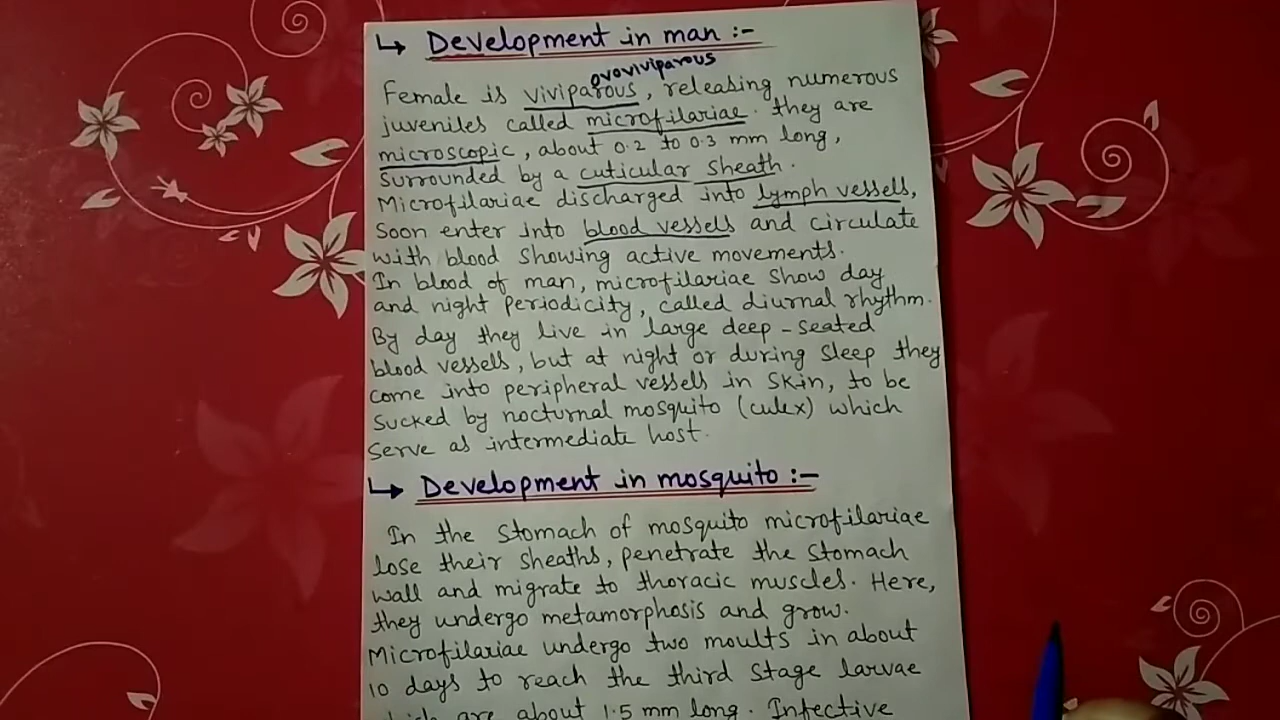 ↳ Development in man :-
ovoviviparous
Female is viviparous, releasing numerous
juveniles called microfilariae. they are
microscopic, about 0.2 to 0.3 mm long,
surrounded by a cuticular sheath.
Microfilariae discharged into lymph vessels,
soon enter into blood vessels and circulate
with blood showing active movements.
In blood of man, microfilariae show day
and night periodicity, called diurnal rhythm.
By day they live in large deep-seated
blood vessels, but at night or during sleep they
come into peripheral vessels in skin, to be
sucked by nocturnal mosquito (culex) which
serve as intermediate host.
↳ Development in mosquito :-
In the stomach of mosquito microfilariae
lose their sheaths, penetrate the stomach
wall and migrate to thoracic muscles. Here,
they undergo metamorphosis and grow.
Microfilariae undergo two moults in about
10 days to reach the third stage larvae
which are about 1.5 mm long. Infective